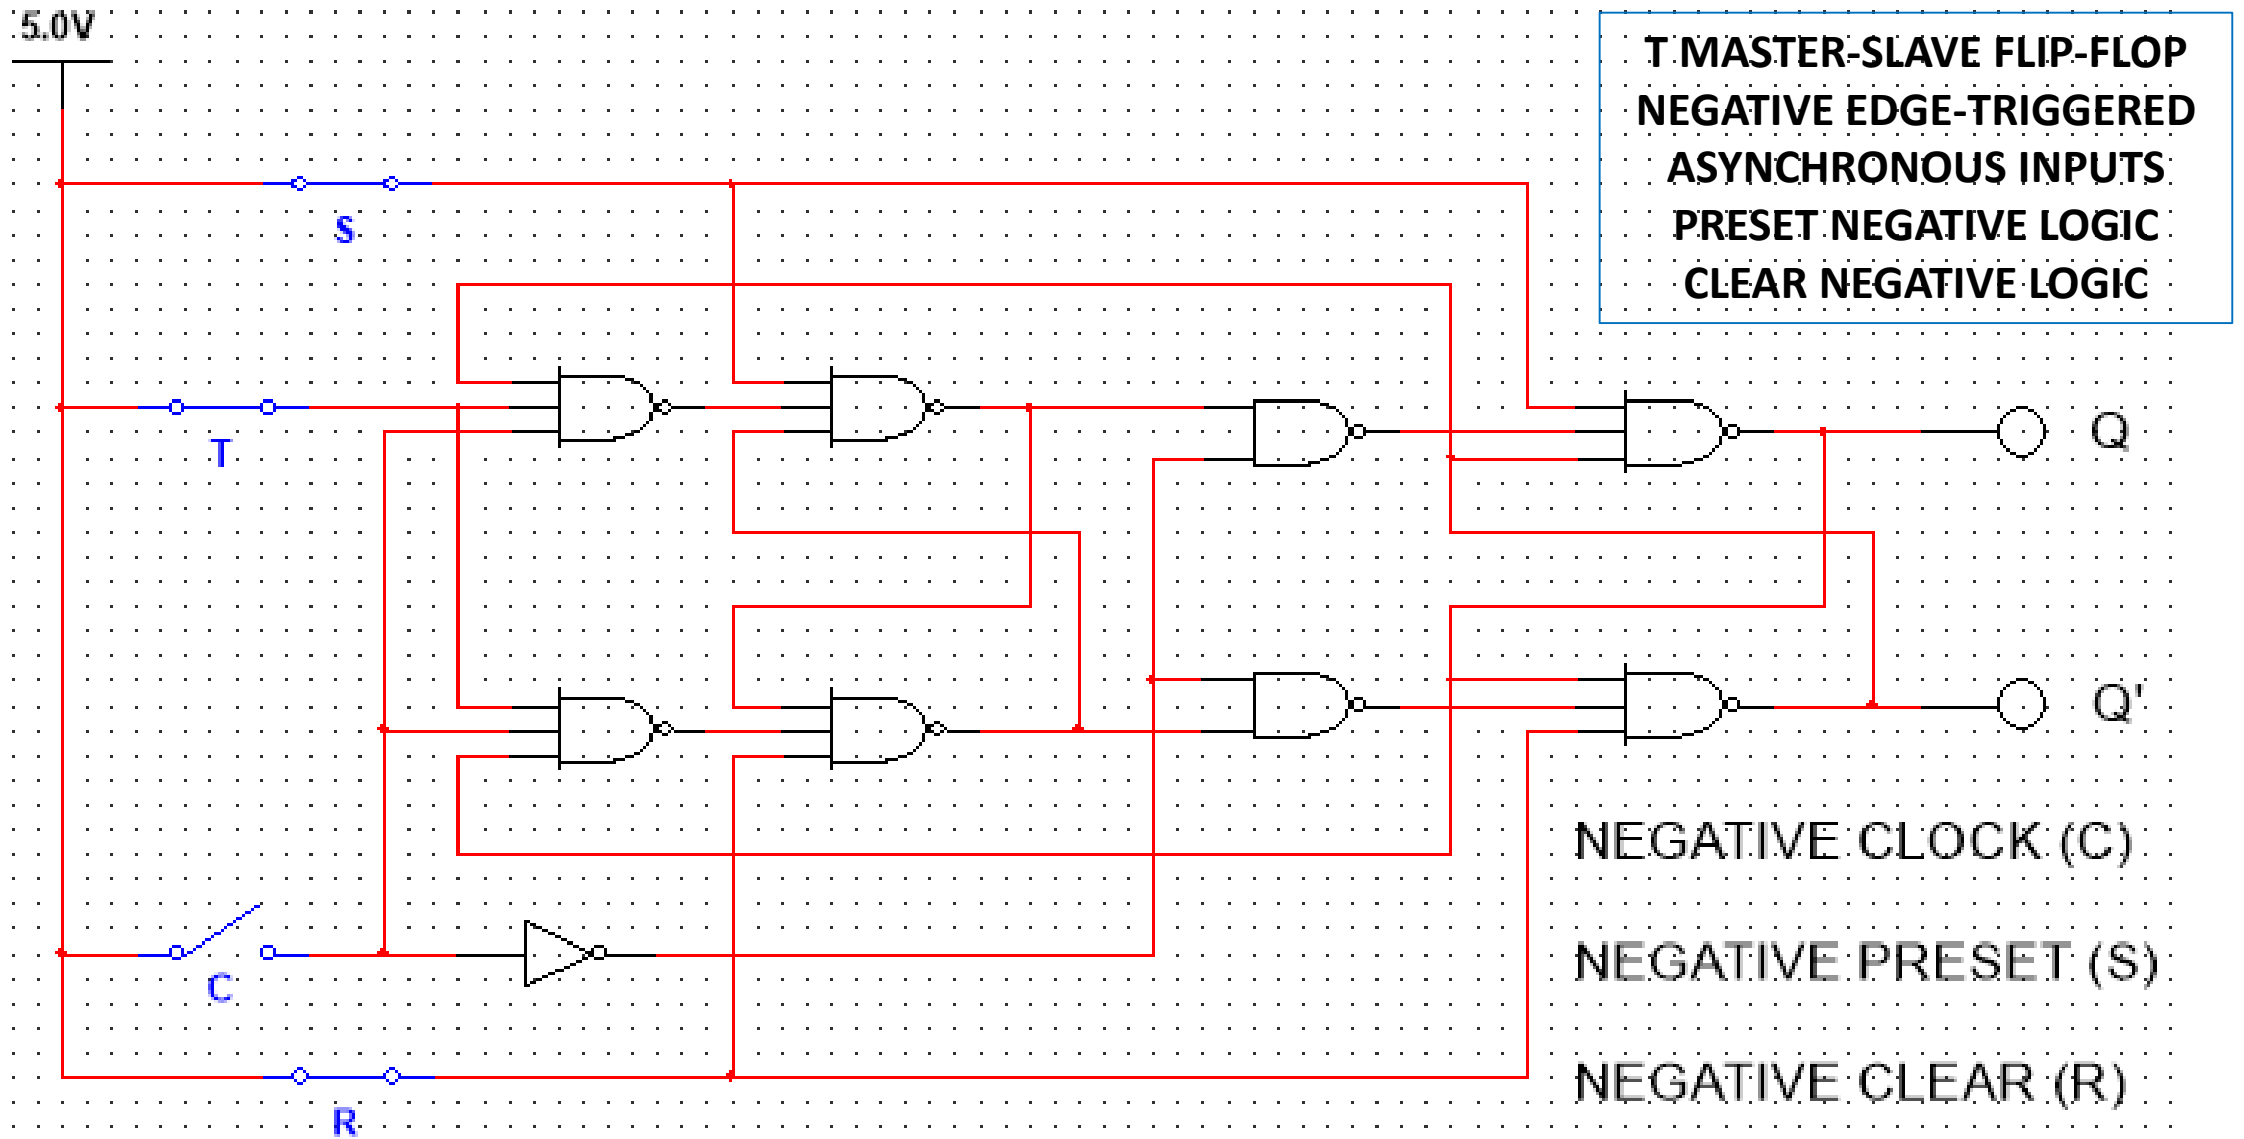 5.0V
T MASTER-SLAVE FLIP-FLOP
NEGATIVE EDGE-TRIGGERED
ASYNCHRONOUS INPUTS
PRESET NEGATIVE LOGIC
CLEAR NEGATIVE LOGIC
S
T
Q
Q'
NEGATIVE CLOCK (C)
C
NEGATIVE PRESET (S)
NEGATIVE CLEAR (R)
R